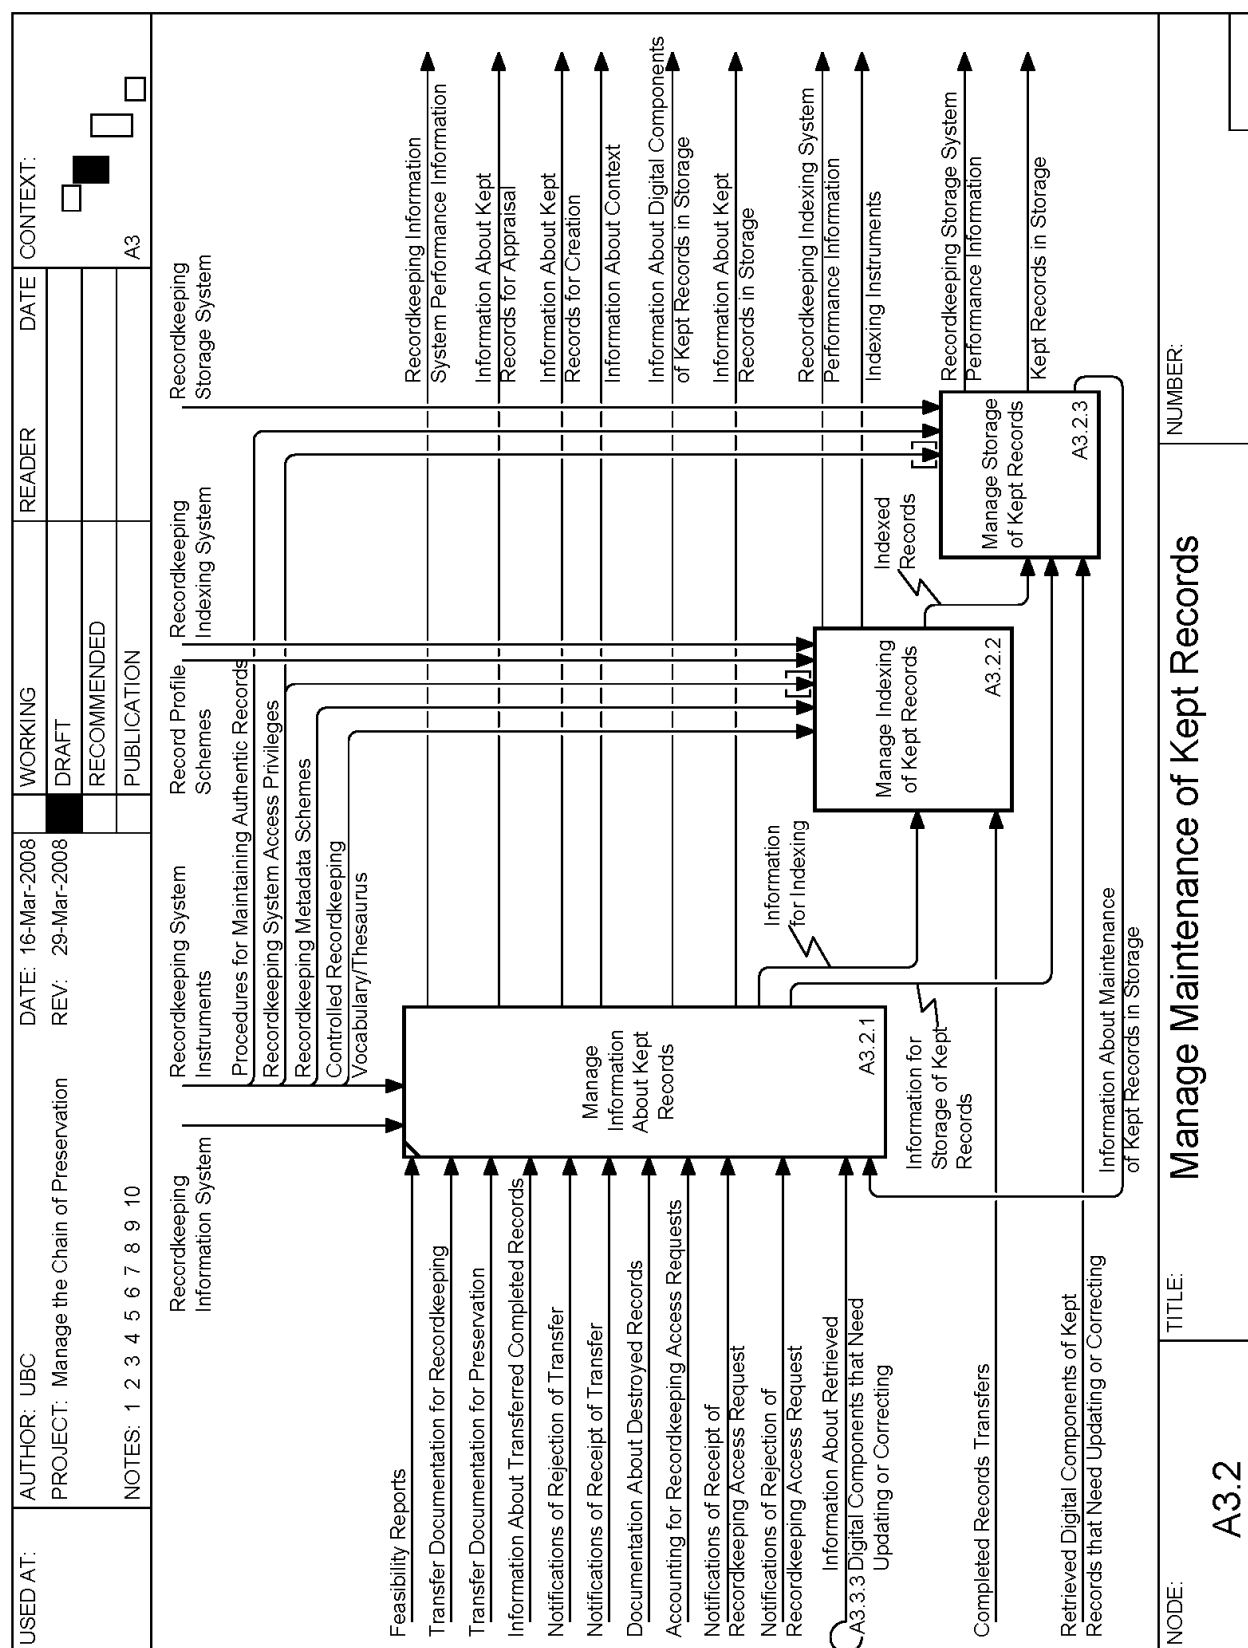 USED AT:
AUTHOR: UBC
PROJECT: Manage the Chain of Preservation
NOTES: 1 2 3 4 5 6 7 8 9 10
DATE: 16-Mar-2008
REV: 29-Mar-2008
WORKING
DRAFT
RECOMMENDED
PUBLICATION
READER
DATE
CONTEXT:
A3
Recordkeeping
Information System
Recordkeeping System
Instruments
Record Profile
Schemes
Recordkeeping
Indexing System
Recordkeeping
Storage System
Procedures for Maintaining Authentic Records
Recordkeeping System Access Privileges
Recordkeeping Metadata Schemes
Controlled Recordkeeping
Vocabulary/Thesaurus
Feasibility Reports
Transfer Documentation for Recordkeeping
Transfer Documentation for Preservation
Information About Transferred Completed Records
Notifications of Rejection of Transfer
Notifications of Receipt of Transfer
Documentation About Destroyed Records
Accounting for Recordkeeping Access Requests
Notifications of Receipt of
Recordkeeping Access Request
Notifications of Rejection of
Recordkeeping Access Request
Information About Retrieved
A3.3.3 Digital Components that Need
Updating or Correcting
Completed Records Transfers
Retrieved Digital Components of Kept
Records that Need Updating or Correcting
Manage
Information
About Kept
Records
A3.2.1
Information
for Indexing
Information for
Storage of Kept
Records
Manage Indexing
of Kept Records
A3.2.2
Indexed
Records
Manage Storage
of Kept Records
A3.2.3
Information About Maintenance
of Kept Records in Storage
Recordkeeping Information
System Performance Information
Information About Kept
Records for Appraisal
Information About Kept
Records for Creation
Information About Context
Information About Digital Components
of Kept Records in Storage
Information About Kept
Records in Storage
Recordkeeping Indexing System
Performance Information
Indexing Instruments
Recordkeeping Storage System
Performance Information
Kept Records in Storage
NODE:
A3.2
TITLE:
Manage Maintenance of Kept Records
NUMBER: